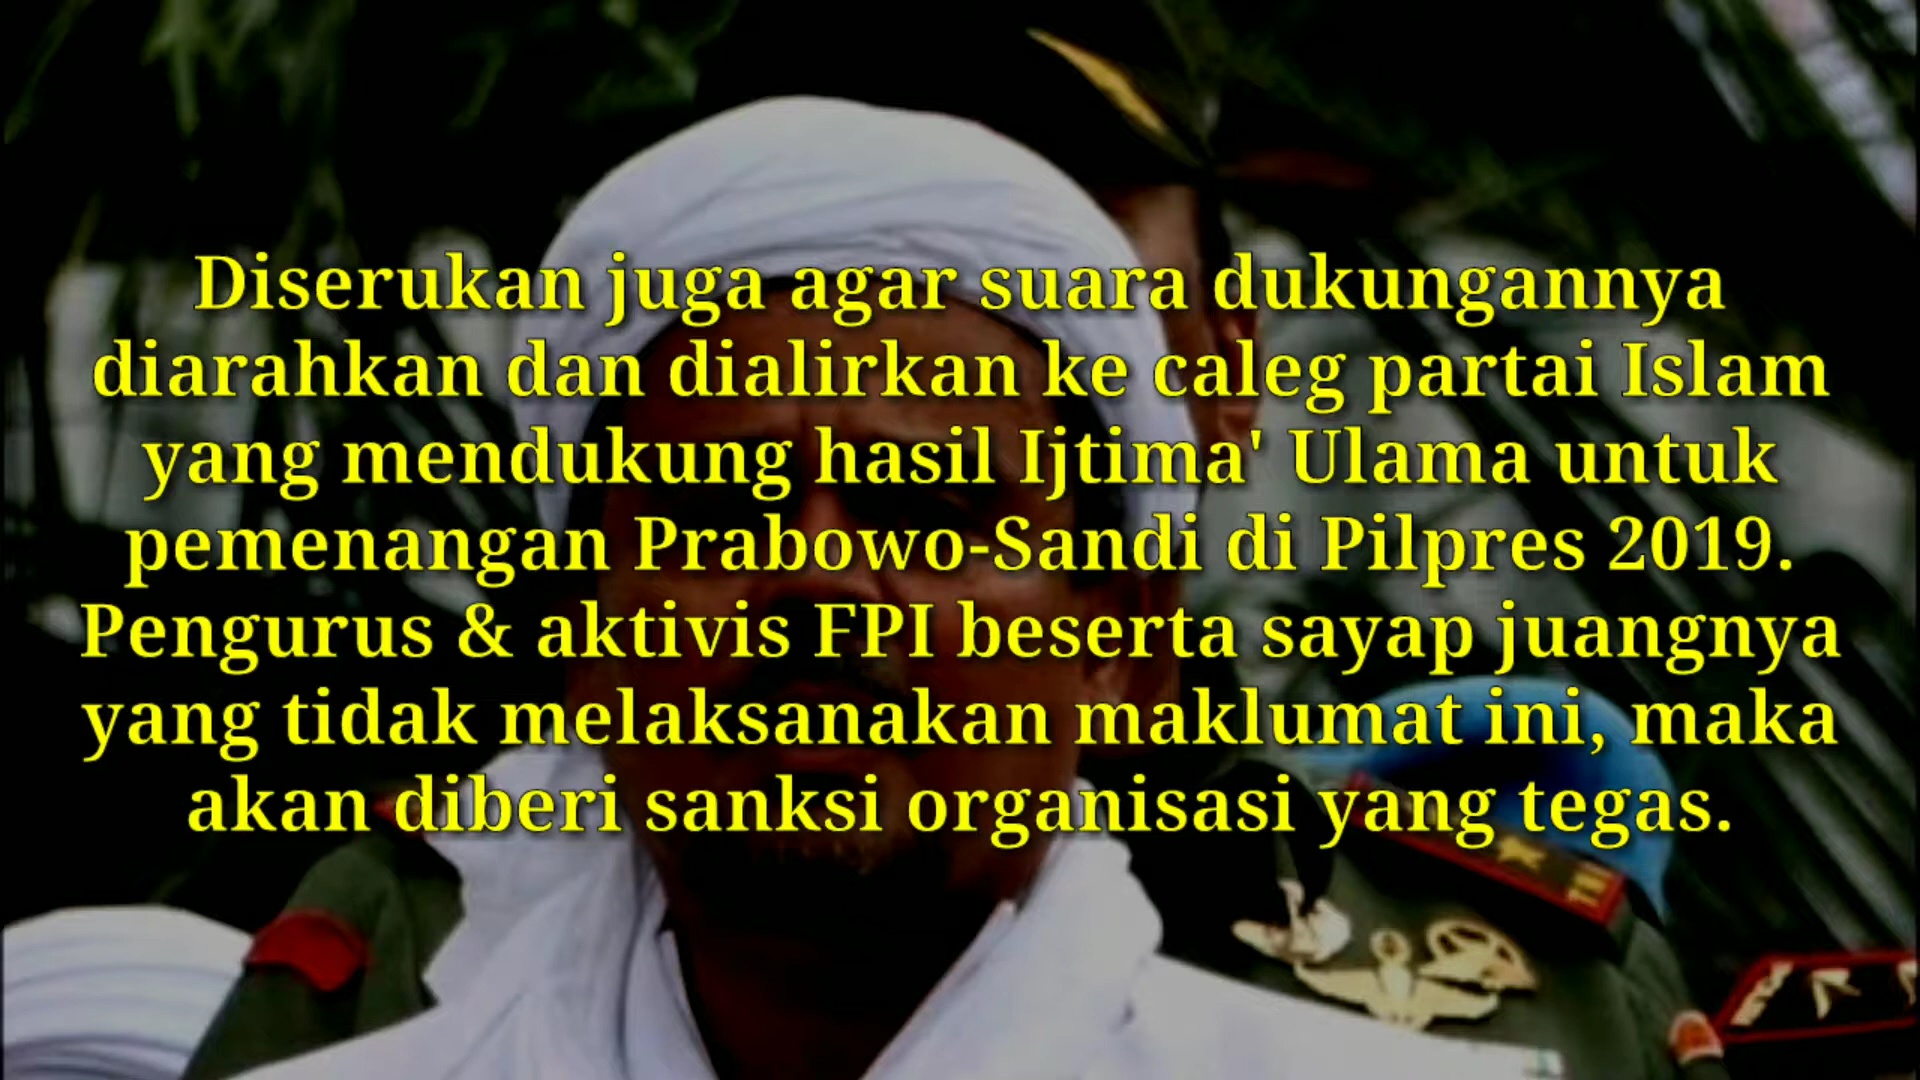 Diserukan juga agar suara dukungannya
diarahkan dan dialirkan ke caleg partai Islam
yang mendukung hasil Ijtima' Ulama untuk
pemenangan Prabowo-Sandi di Pilpres 2019.
Pengurus & aktivis FPI beserta sayap juangnya
yang tidak melaksanakan maklumat ini, maka
akan diberi sanksi organisasi yang tegas.